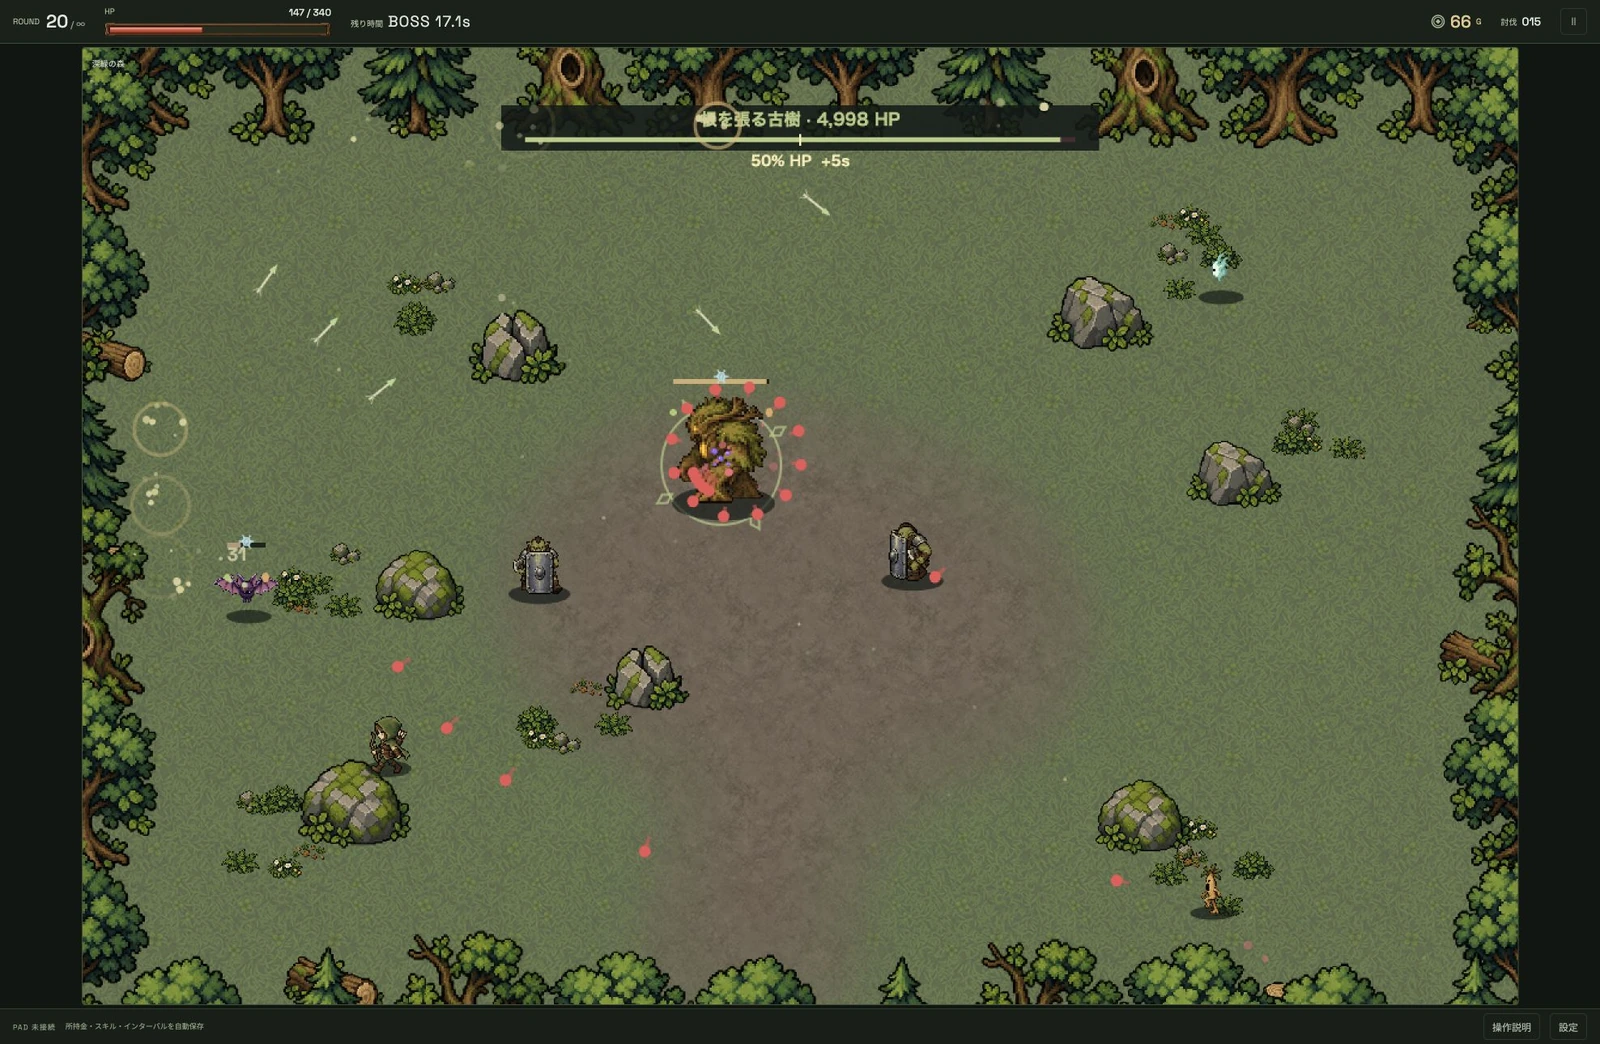 ROUND 20 / ∞
HP 147 / 340
残り時間 BOSS 17.1s
66 G
討伐 015
深緑の森
根を張る古樹 · 4,998 HP
50% HP +5s
31
PAD 未接続 所持金・スキル・インターバルを自動保存
操作説明
設定